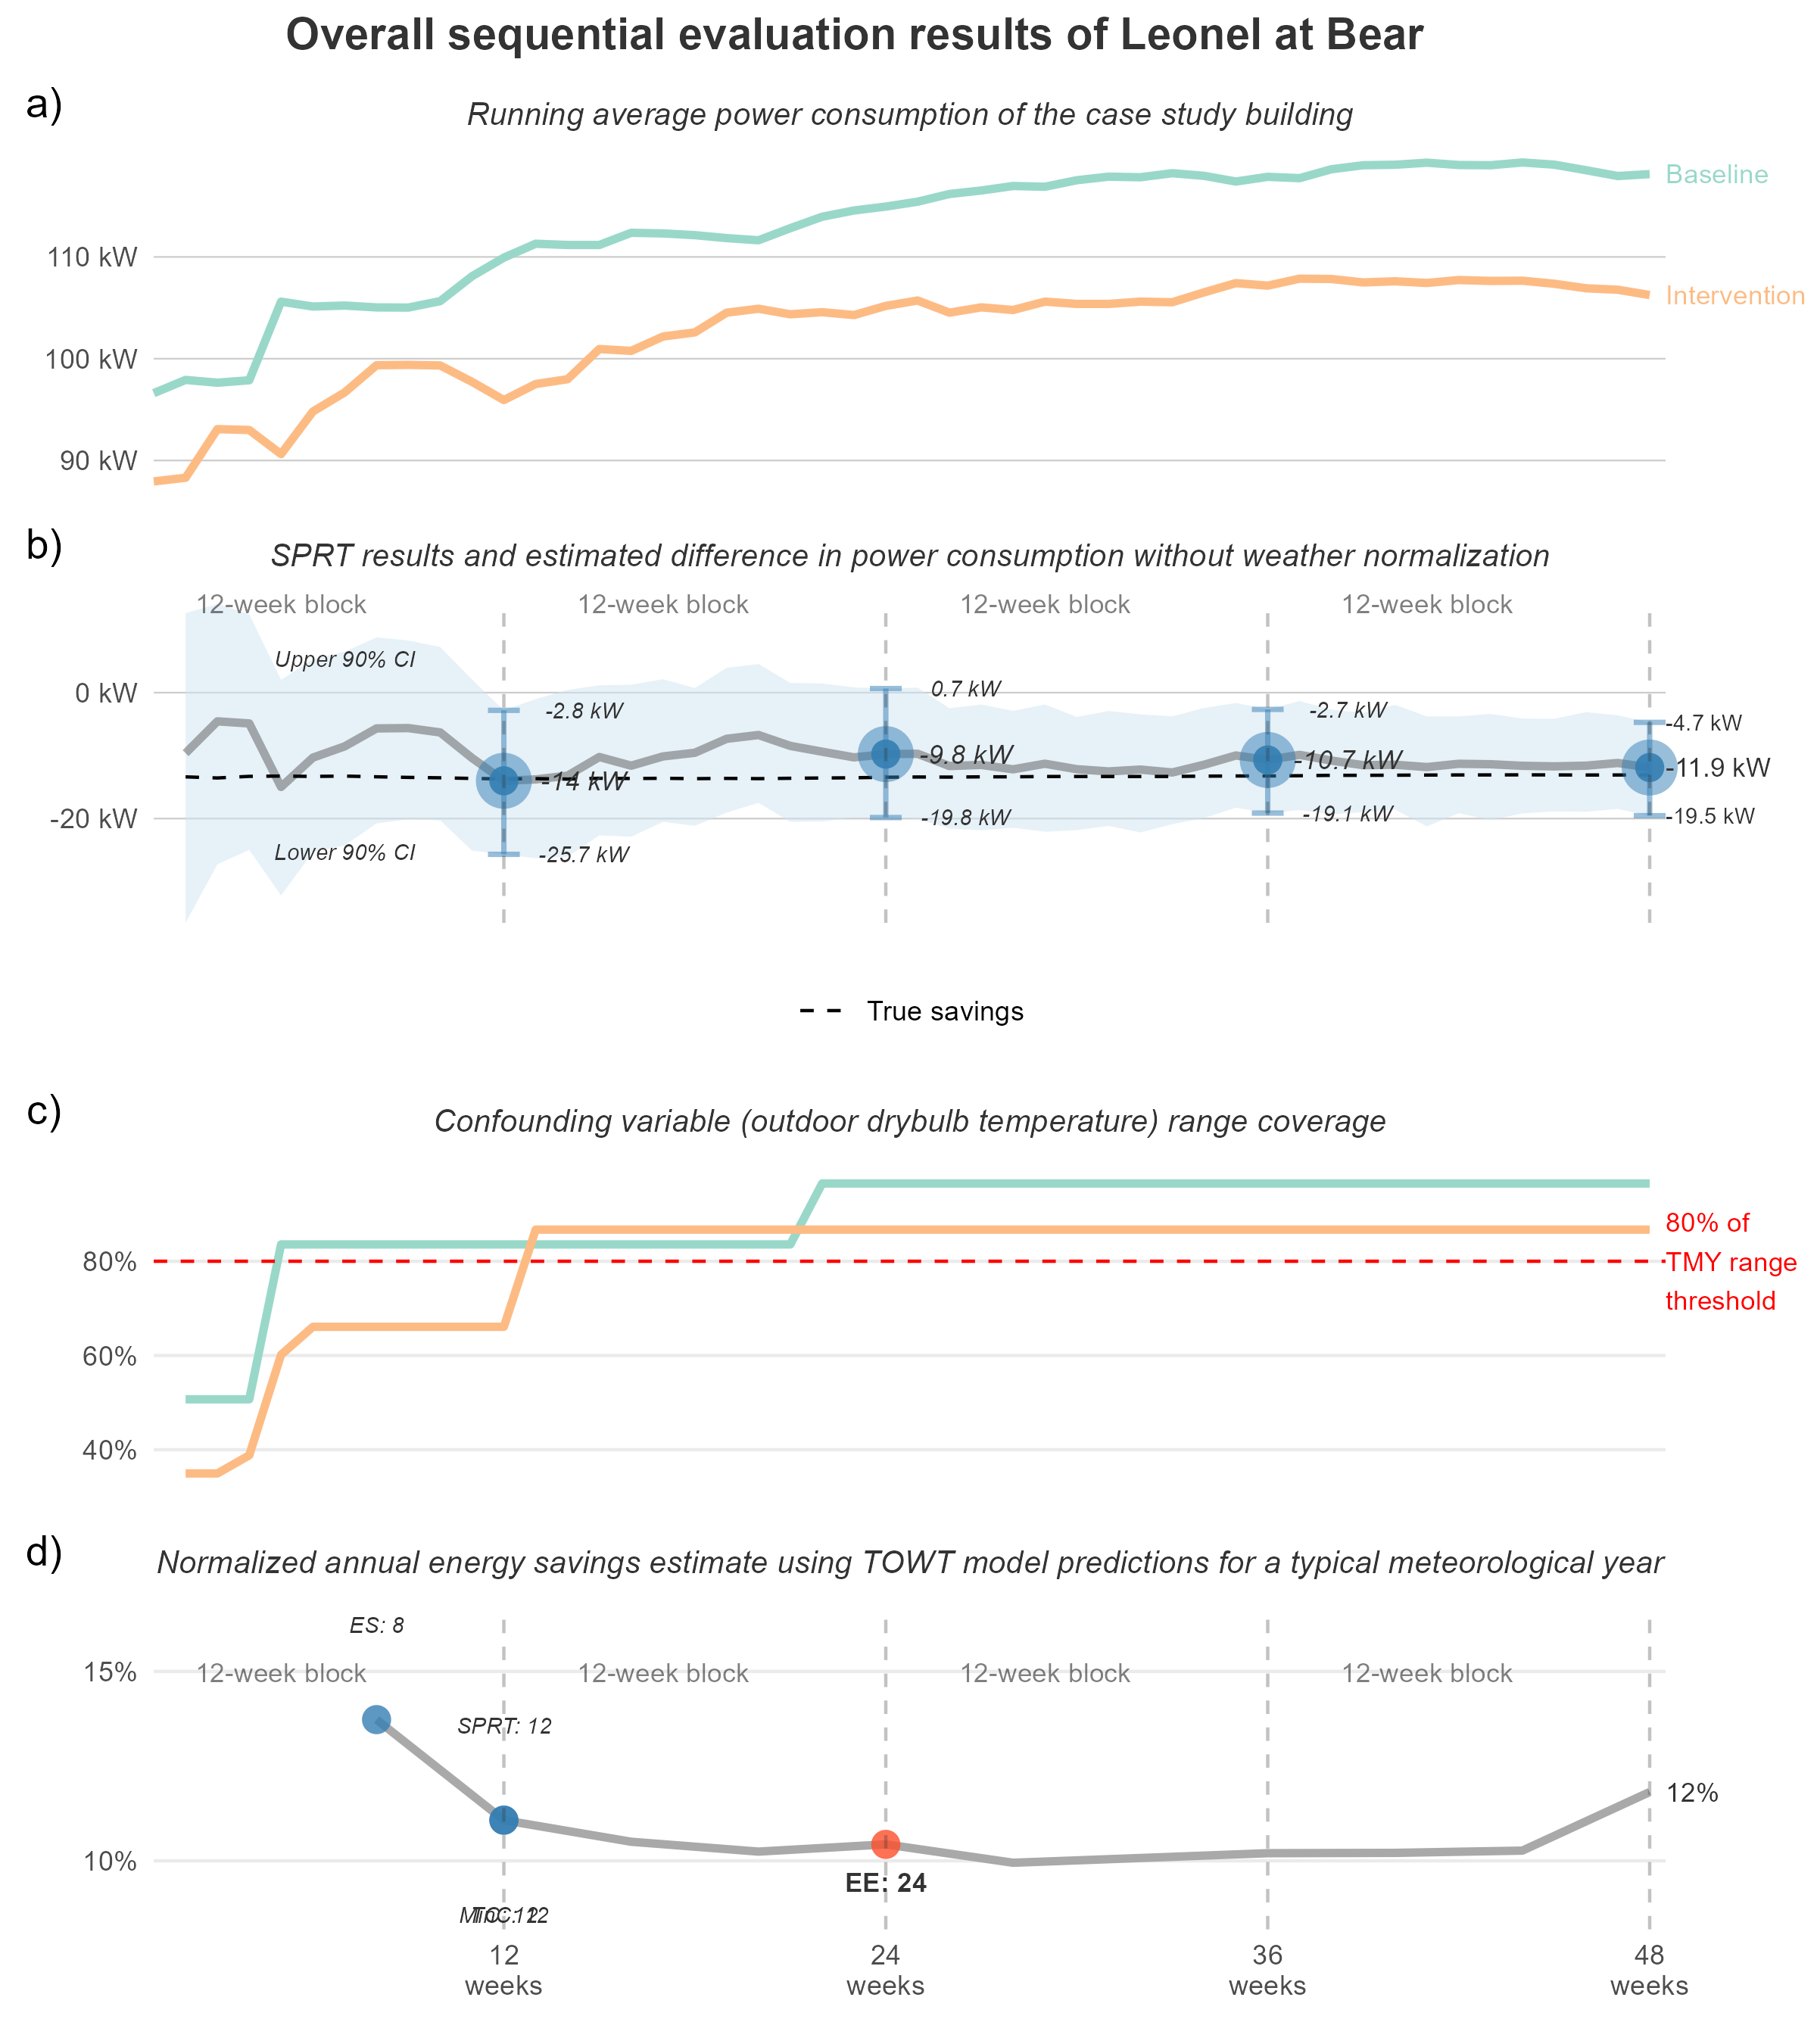 Overall sequential evaluation results of Leonel at Bear
a)
Running average power consumption of the case study building
Baseline
110 kW
Intervention
100 kW
90 kW
b)
SPRT results and estimated difference in power consumption without weather normalization
12-week block 12-week block 12-week block 12-week block
Upper 90% CI
0 kW
0.7 kW
-2.8 kW
-2.7 kW
-4.7 kW
-9.8 kW
-10.7 kW
-11.9 kW
-14 kW
-20 kW
-19.8 kW
-19.1 kW
-19.5 kW
Lower 90% CI
-25.7 kW
True savings
c)
Confounding variable (outdoor drybulb temperature) range coverage
80% of
TMY range
threshold
80%
60%
40%
d)
Normalized annual energy savings estimate using TOWT model predictions for a typical meteorological year
ES: 8
15%
12-week block 12-week block 12-week block 12-week block
SPRT: 12
12%
10%
EE: 24
12
weeks
24
weeks
36
weeks
48
weeks